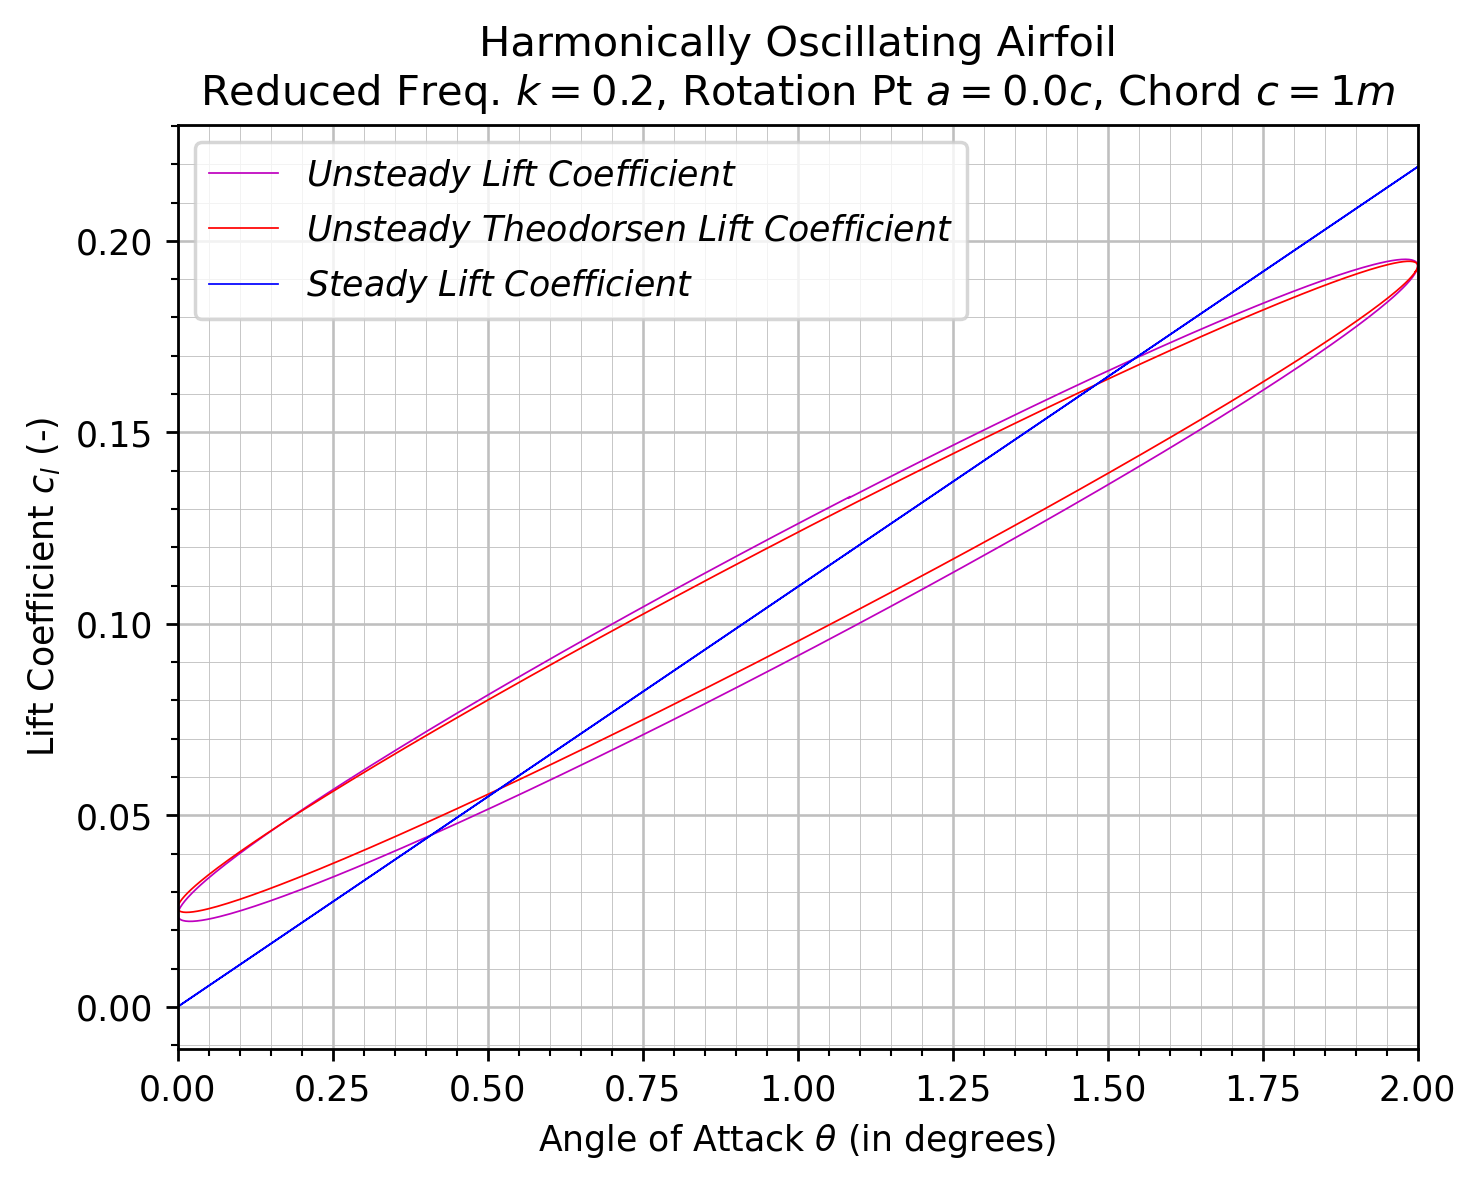 Harmonically Oscillating Airfoil
Reduced Freq. k = 0.2, Rotation Pt a = 0.0c, Chord c = 1m
Unsteady Lift Coefficient
Unsteady Theodorsen Lift Coefficient
Steady Lift Coefficient
Lift Coefficient c_l (-)
0.20
0.15
0.10
0.05
0.00
0.00 0.25 0.50 0.75 1.00 1.25 1.50 1.75 2.00
Angle of Attack θ (in degrees)